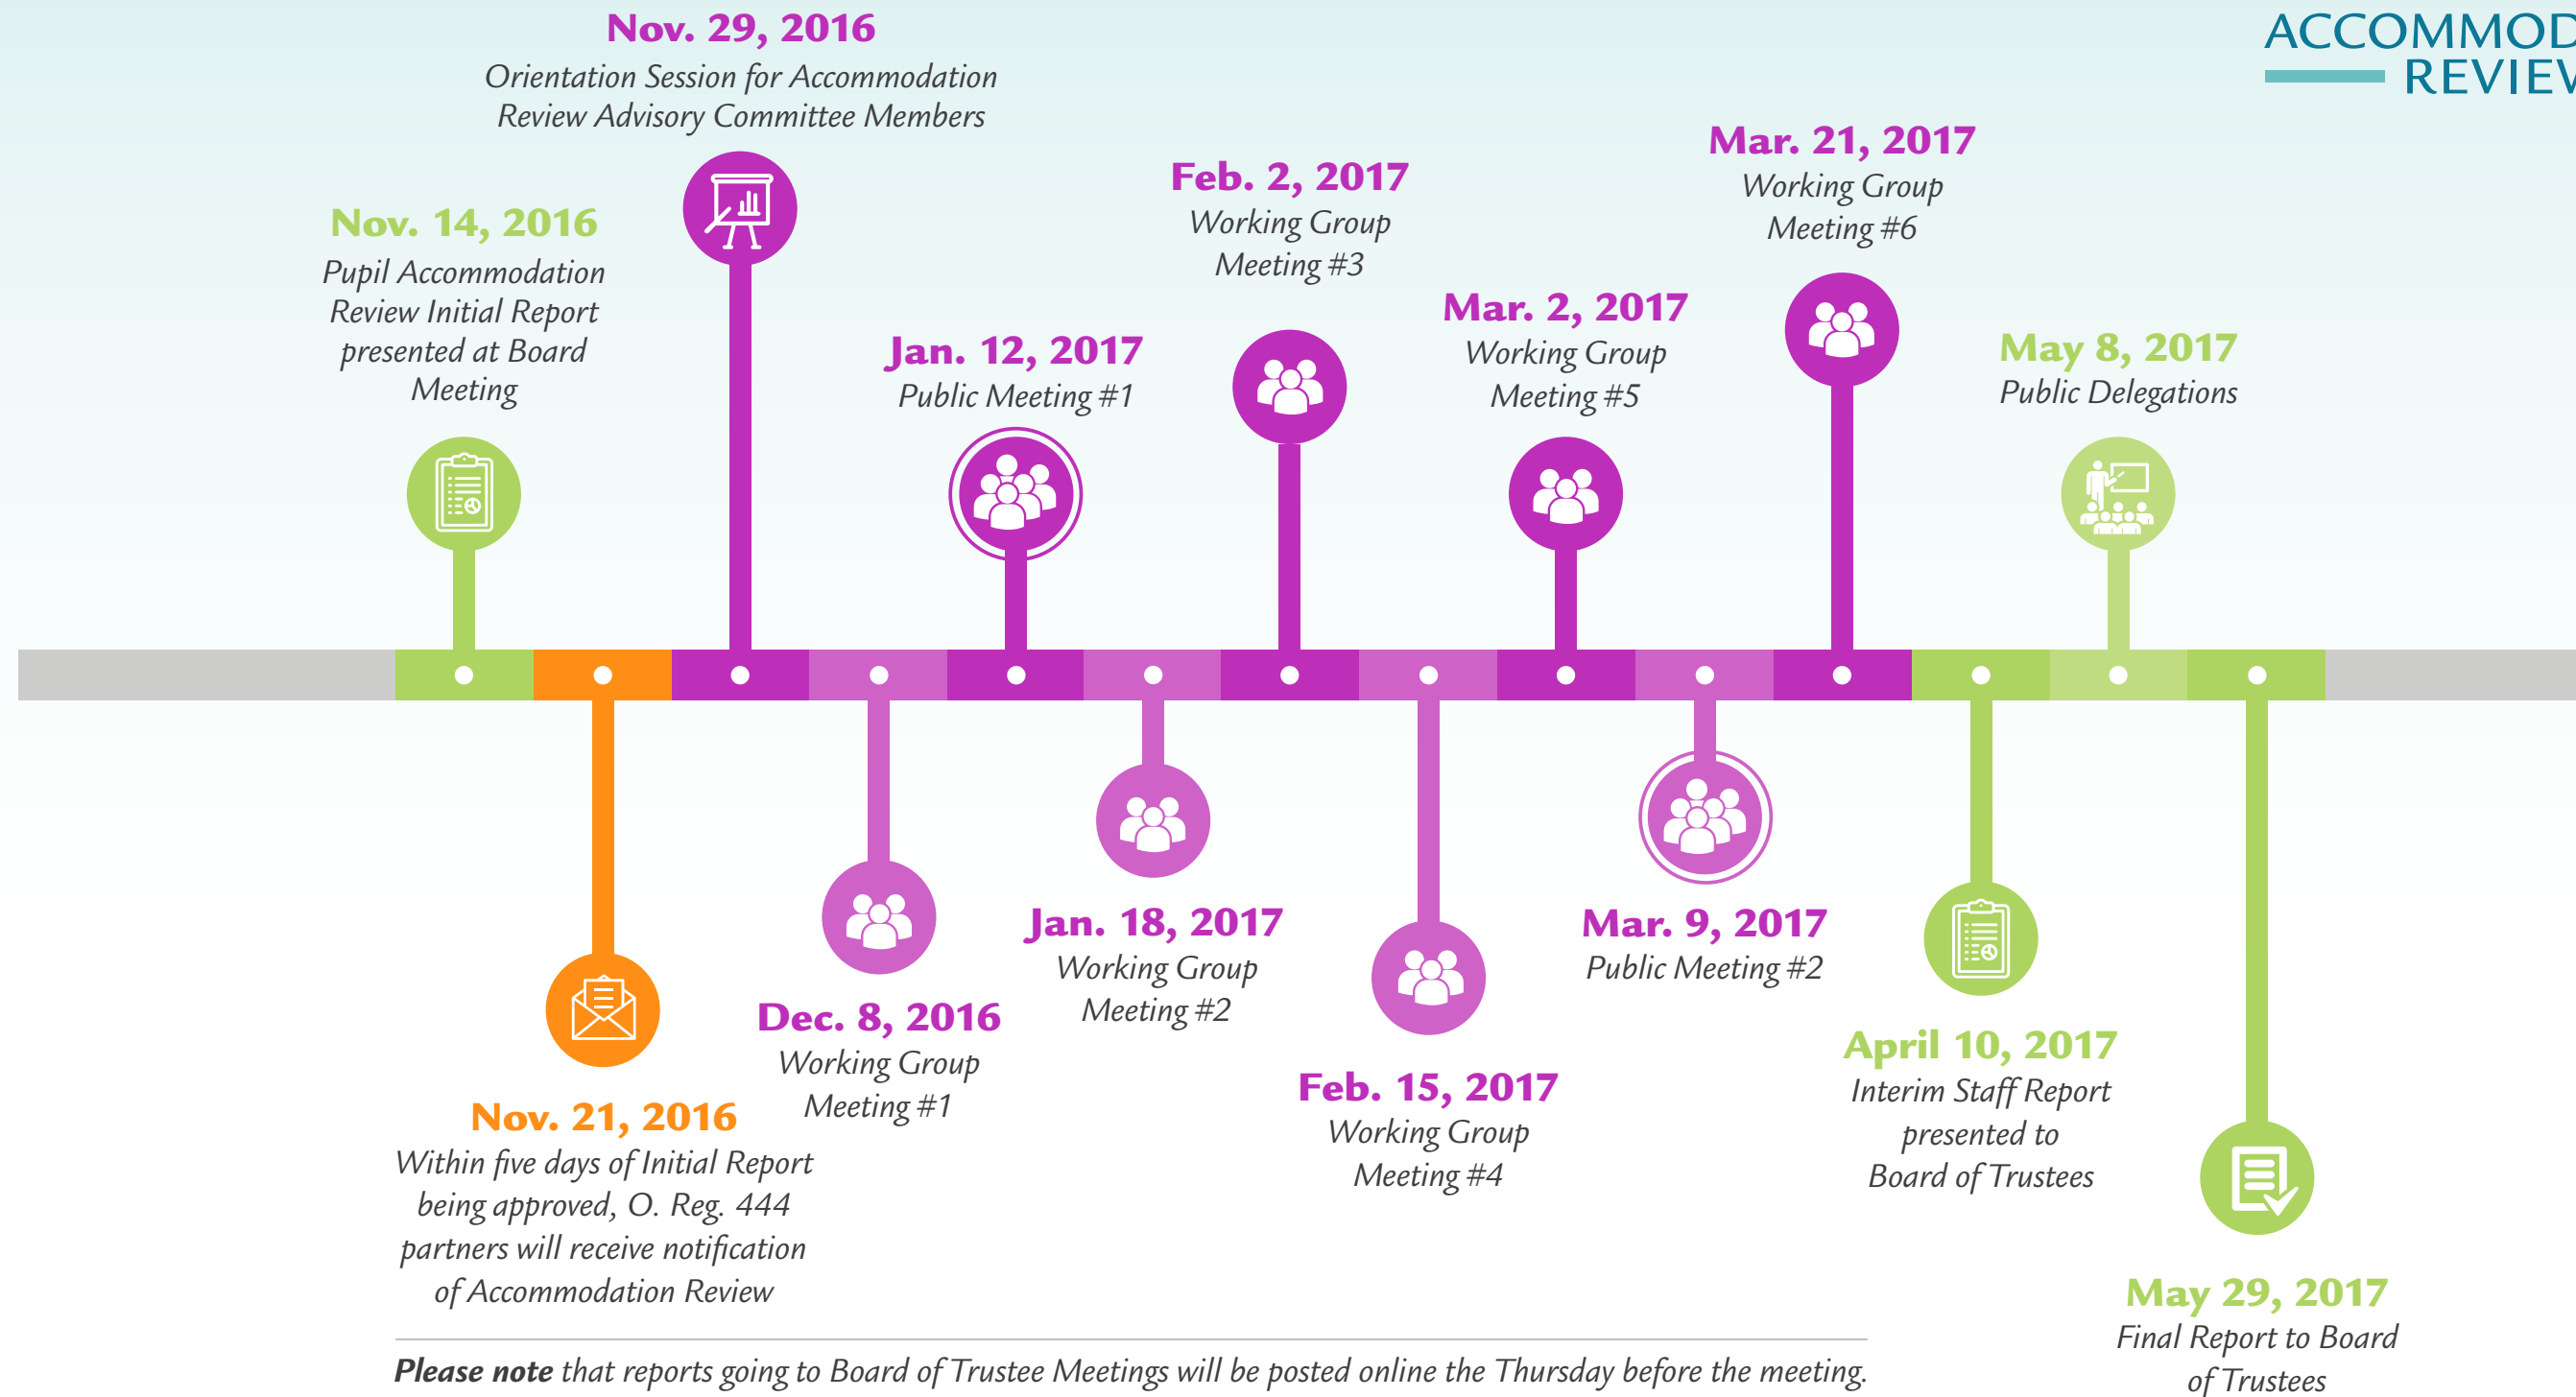 Nov. 29, 2016
Orientation Session for Accommodation
Review Advisory Committee Members
ACCOMMOD
REVIEW
Nov. 14, 2016
Pupil Accommodation
Review Initial Report
presented at Board
Meeting
Jan. 12, 2017
Public Meeting #1
Feb. 2, 2017
Working Group
Meeting #3
Mar. 2, 2017
Working Group
Meeting #5
Mar. 21, 2017
Working Group
Meeting #6
May 8, 2017
Public Delegations
Nov. 21, 2016
Within five days of Initial Report
being approved, O. Reg. 444
partners will receive notification
of Accommodation Review
Dec. 8, 2016
Working Group
Meeting #1
Jan. 18, 2017
Working Group
Meeting #2
Feb. 15, 2017
Working Group
Meeting #4
Mar. 9, 2017
Public Meeting #2
April 10, 2017
Interim Staff Report
presented to
Board of Trustees
May 29, 2017
Final Report to Board
of Trustees
Please note that reports going to Board of Trustee Meetings will be posted online the Thursday before the meeting.